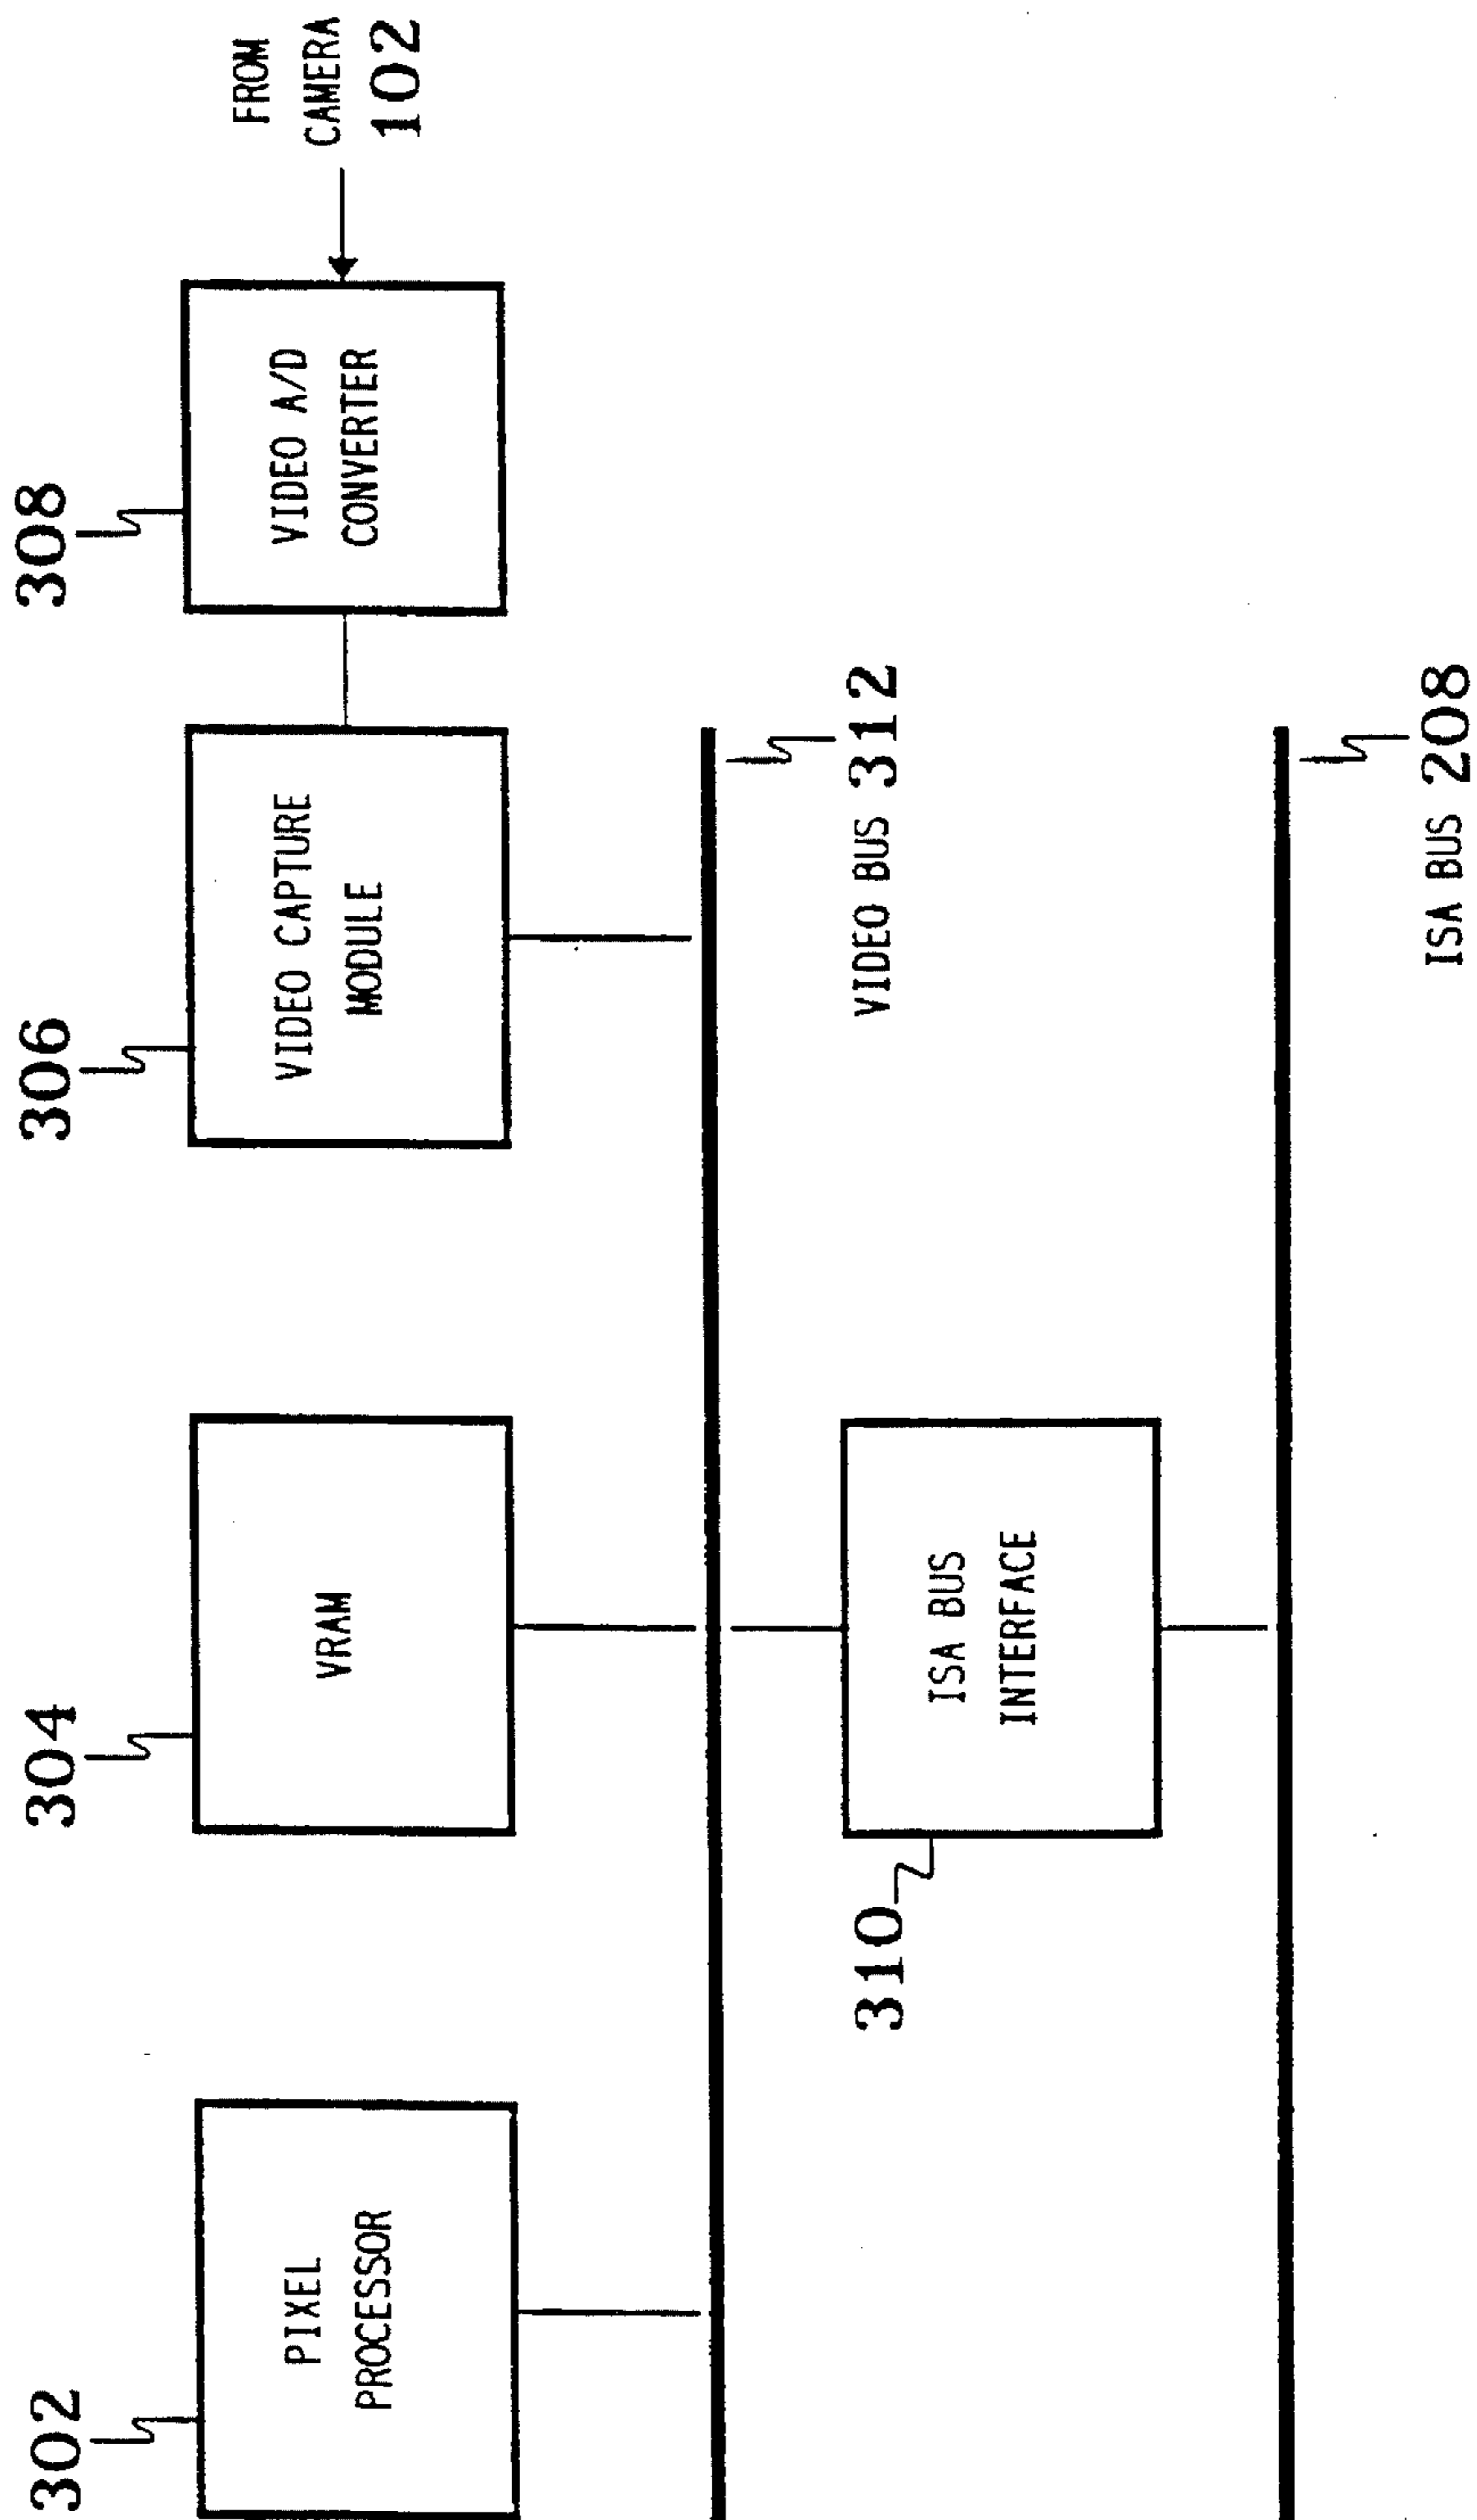 302
304
306
308
PIXEL
PROCESSOR
VRAM
VIDEO CAPTURE
MODULE
VIDEO A/D
CONVERTER
FROM
CAMERA
102
310
ISA BUS
INTERFACE
VIDEO BUS 312
ISA BUS 208